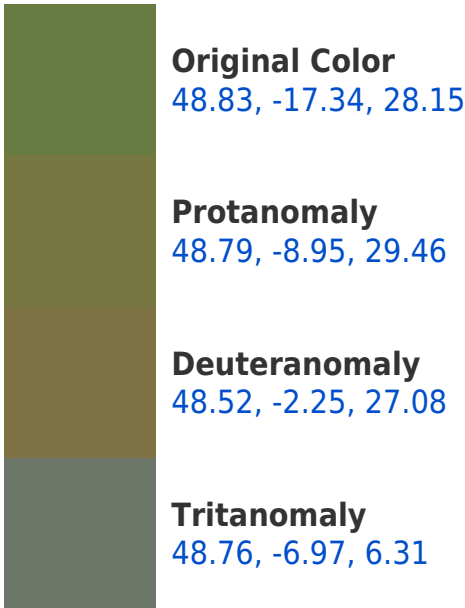 Original Color
48.83, -17.34, 28.15
Protanomaly
48.79, -8.95, 29.46
Deuteranomaly
48.52, -2.25, 27.08
Tritanomaly
48.76, -6.97, 6.31